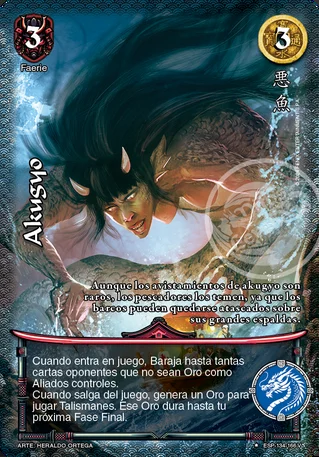 3
3
Faerie
悪
魚
Akugyo
Aunque los avistamientos de akugyo son
raros, los pescadores los temen, ya que los
barcos pueden quedarse atascados sobre
sus grandes espaldas.
Cuando entra en juego, Baraja hasta tantas
cartas oponentes que no sean Oro como
Aliados controles.
Cuando salga del juego, genera un Oro para
jugar Talismanes. Ese Oro dura hasta tu
próxima Fase Final.
ARTE: HERALDO ORTEGA